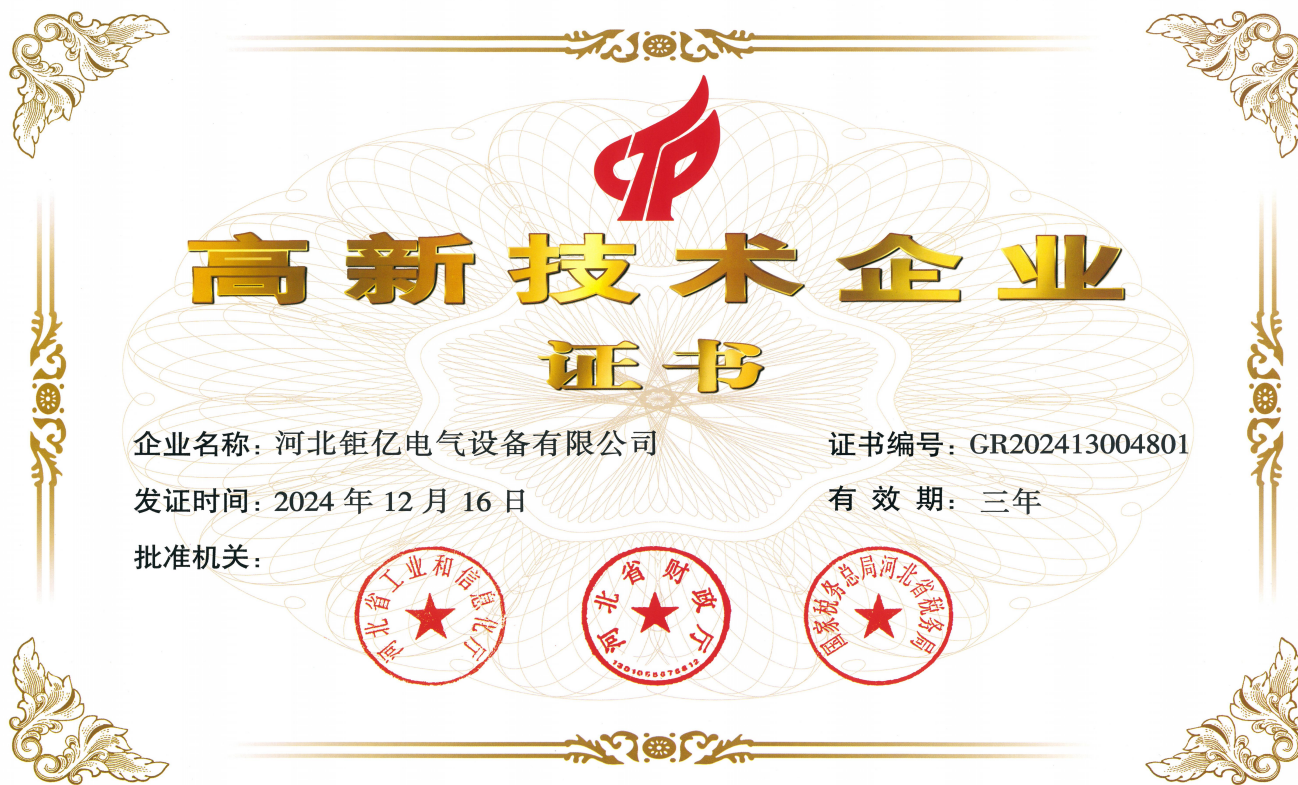 高新技术企业
证书
企业名称：河北钜亿电气设备有限公司
证书编号：GR202413004801
发证时间：2024 年 12 月 16 日
有 效 期：三年
批准机关：
河北省工业和信息化厅
河北省财政厅
1301055675612
国家税务总局河北省税务局